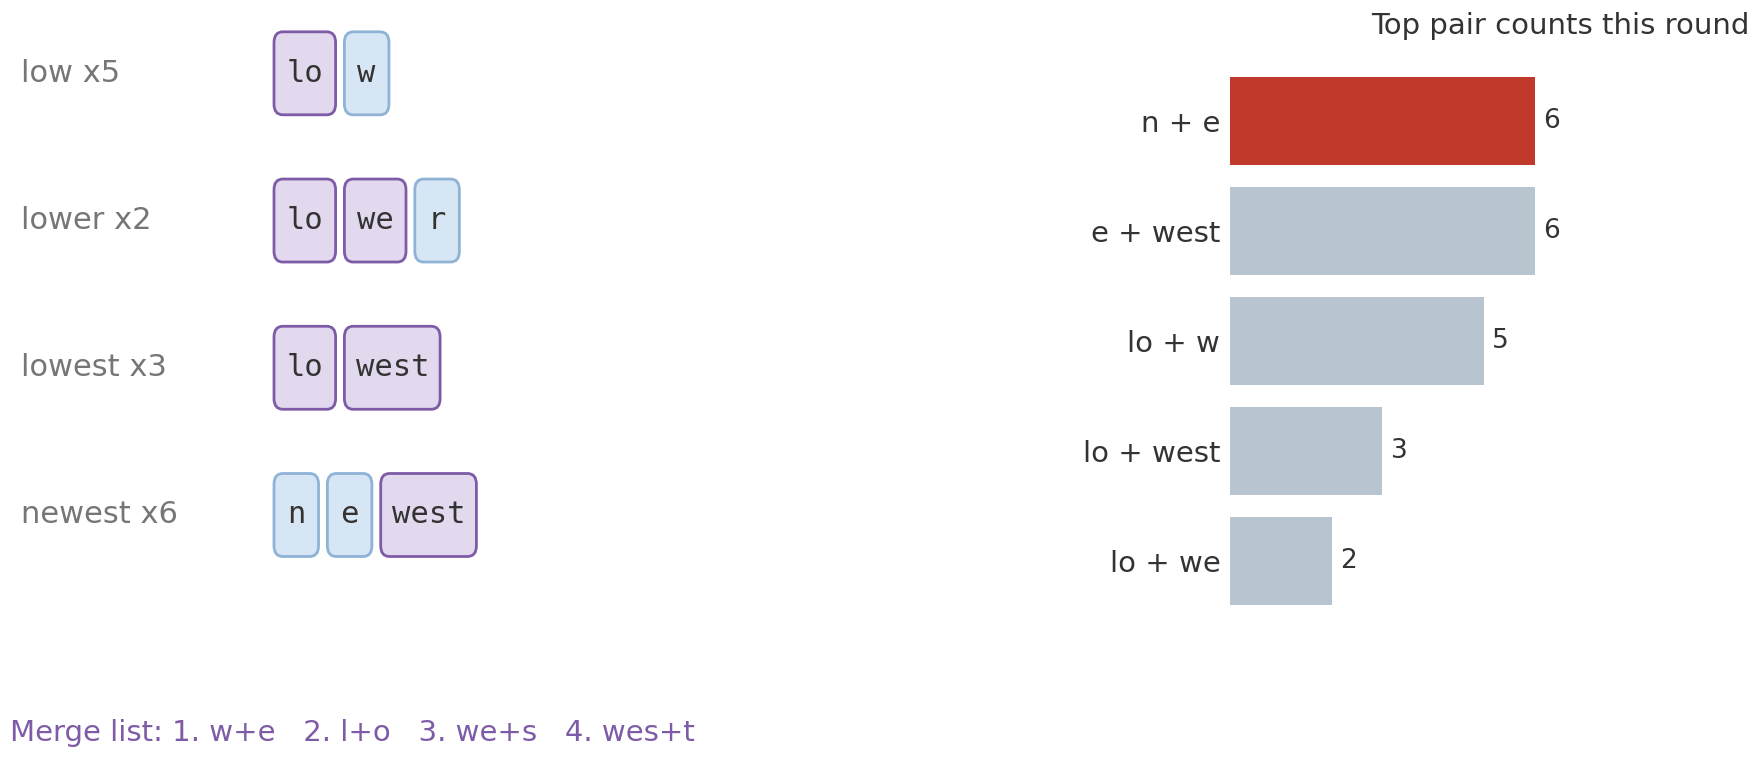 low x5
lo w
lower x2
lo we r
lowest x3
lo west
newest x6
n e west
Top pair counts this round
n + e 6
e + west 6
lo + w 5
lo + west 3
lo + we 2
Merge list: 1. w+e 2. l+o 3. we+s 4. wes+t